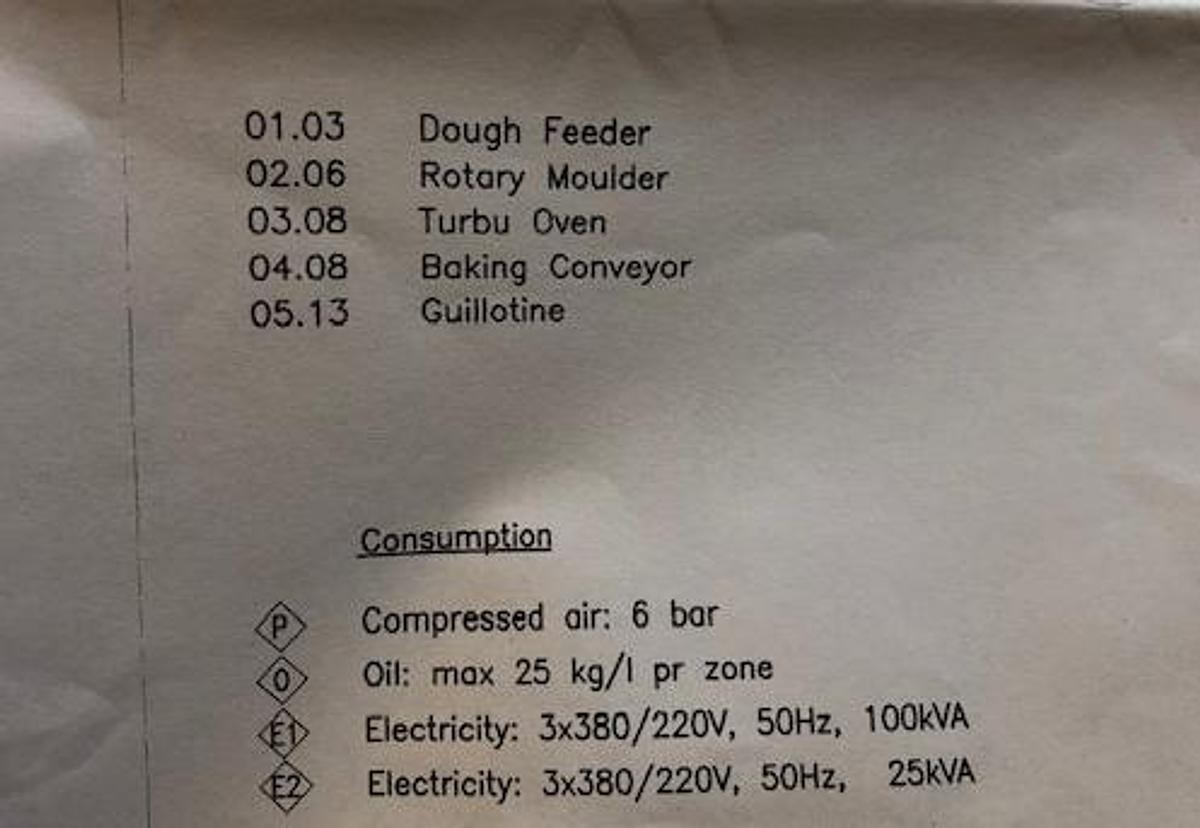 01.03 Dough Feeder
02.06 Rotary Moulder
03.08 Turbu Oven
04.08 Baking Conveyor
05.13 Guillotine
Consumption
P Compressed air: 6 bar
O Oil: max 25 kg/l pr zone
E1 Electricity: 3x380/220V, 50Hz, 100kVA
E2 Electricity: 3x380/220V, 50Hz, 25kVA